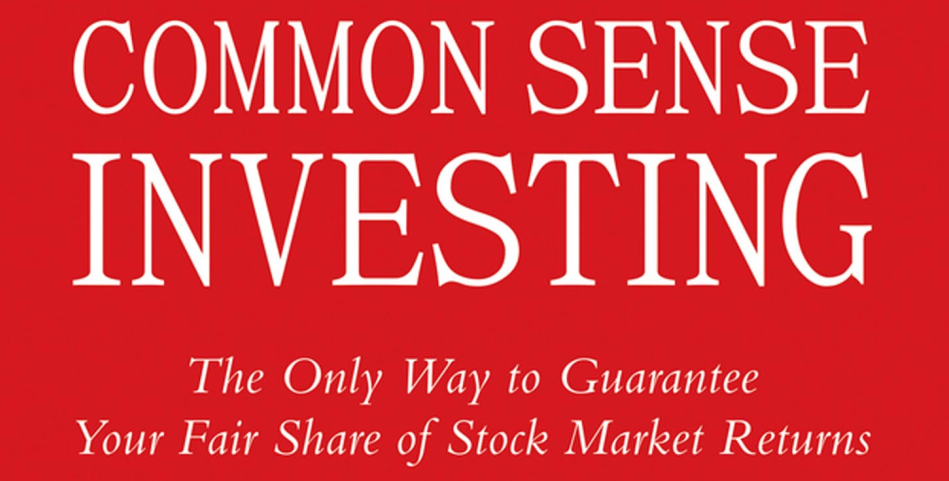 COMMON SENSE
INVESTING
The Only Way to Guarantee
Your Fair Share of Stock Market Returns